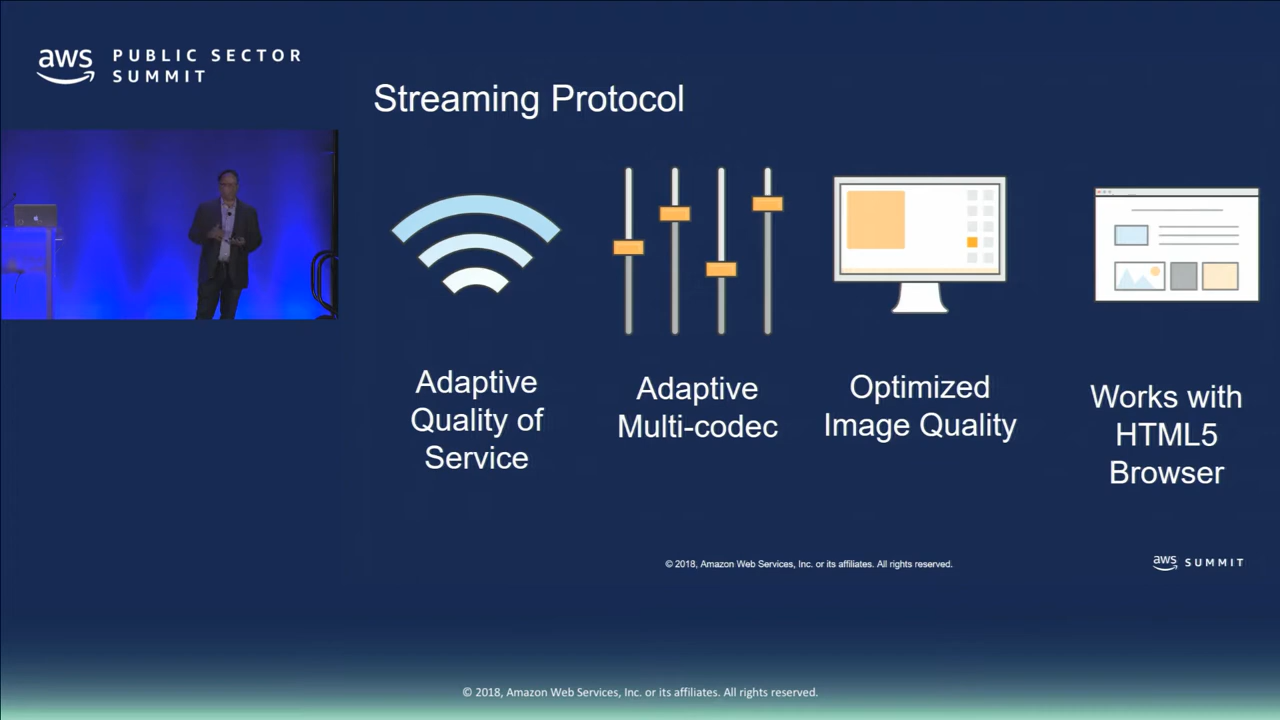 aws PUBLIC SECTOR
SUMMIT
Streaming Protocol
Adaptive
Quality of
Service
Adaptive
Multi-codec
Optimized
Image Quality
Works with
HTML5
Browser
© 2018, Amazon Web Services, Inc. or its affiliates. All rights reserved.
aws SUMMIT
© 2018, Amazon Web Services, Inc. or its affiliates. All rights reserved.